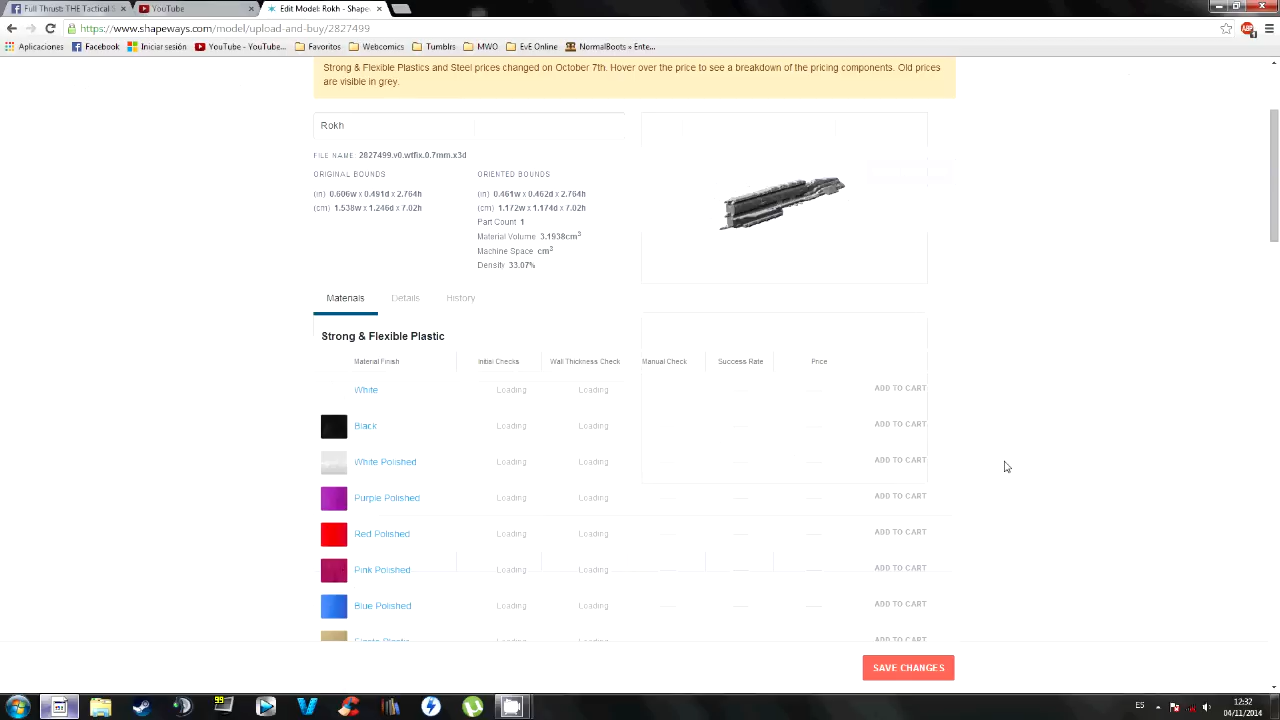 Full Thrust: THE Tactical S
YouTube
Edit Model: Rokh - Shape
https://www.shapeways.com/model/upload-and-buy/2827499
Aplicaciones
Facebook
Iniciar sesión
YouTube - YouTube
Favoritos
Webcomics
Tumblrs
MWO
EvE Online
NormalBoots » Ente...
Strong & Flexible Plastics and Steel prices changed on October 7th. Hover over the price to see a breakdown of the pricing components. Old prices
are visible in grey.
Rokh
FILE NAME: 2827499.v0.wtfix.0.7mm.x3d
ORIGINAL BOUNDS
(in) 0.606w x 0.491d x 2.764h
(cm) 1.538w x 1.246d x 7.02h
ORIENTED BOUNDS
(in) 0.461w x 0.462d x 2.764h
(cm) 1.172w x 1.174d x 7.02h
Part Count 1
Material Volume 3.1938cm3
Machine Space cm3
Density 33.07%
Materials Details History
Strong & Flexible Plastic
Material Finish Initial Checks Wall Thickness Check Manual Check Success Rate Price
White Loading Loading ADD TO CART
Black Loading Loading ADD TO CART
White Polished Loading Loading ADD TO CART
Purple Polished Loading Loading ADD TO CART
Red Polished Loading Loading ADD TO CART
Pink Polished Loading Loading ADD TO CART
Blue Polished Loading Loading ADD TO CART
Loading Loading ADD TO CART
SAVE CHANGES
99
ES
12:32
04/11/2014